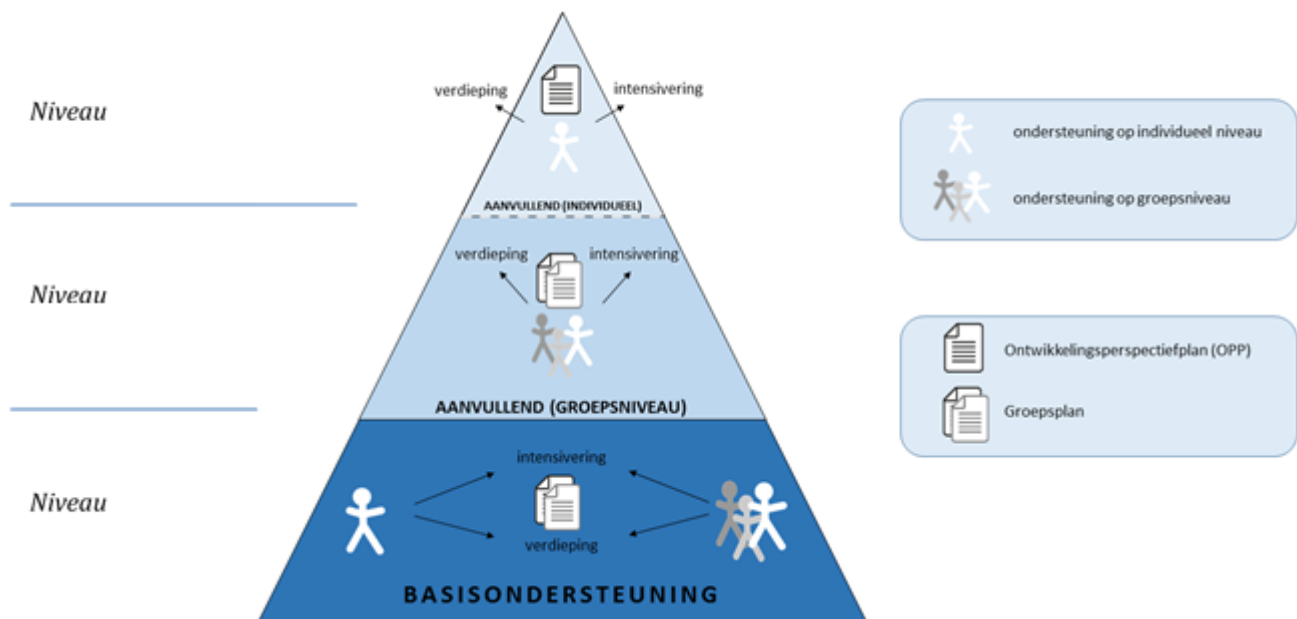 Niveau
verdieping
intensivering
AANVULLEND (INDIVIDUEEL)
Niveau
verdieping
intensivering
AANVULLEND (GROEPSNIVEAU)
Niveau
intensivering
verdieping
BASISONDERSTEUNING
ondersteuning op individueel niveau
ondersteuning op groepsniveau
Ontwikkelingsperspectiefplan (OPP)
Groepsplan